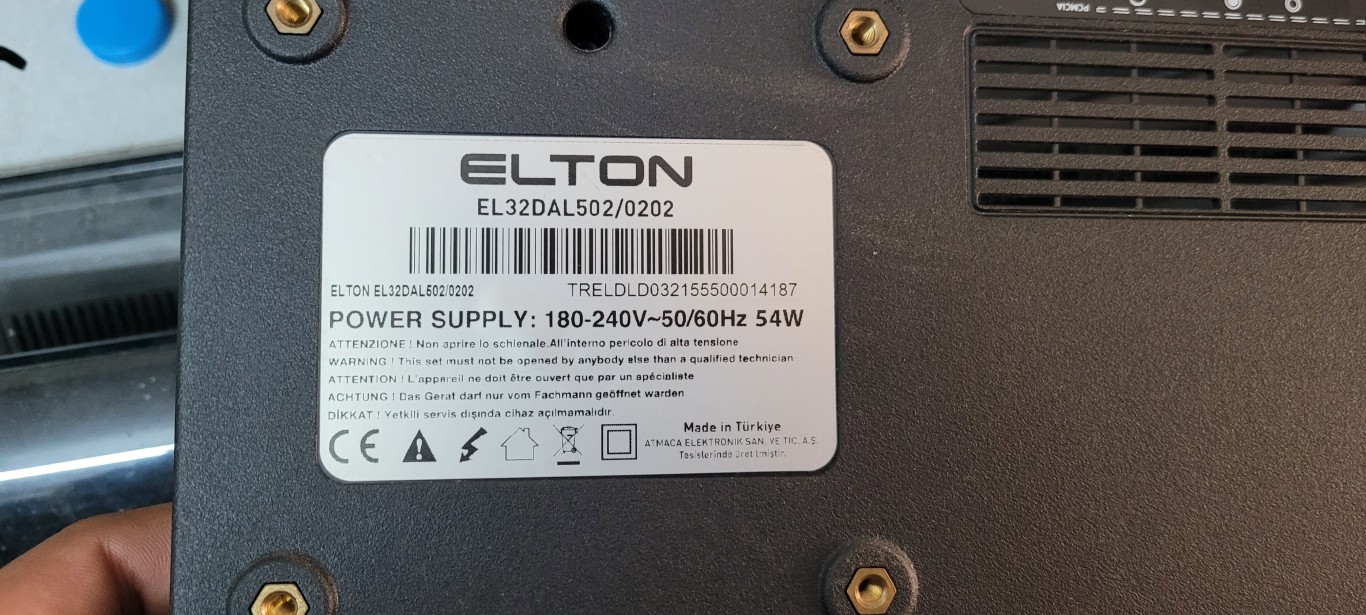 PCMCIA
ELTON
EL32DAL502/0202
ELTON EL32DAL502/0202 TRELDLD032155500014187
POWER SUPPLY: 180-240V~50/60Hz 54W
ATTENZIONE ! Non aprire lo schienale.All'interno pericolo di alta tensione
WARNING ! This set must not be opened by anybody else than a qualified technician
ATTENTION ! L'appareil ne doit être ouvert que par un spécialiste
ACHTUNG ! Das Gerat darf nur vom Fachmann geöffnet warden
DİKKAT ! Yetkili servis dışında cihaz açılmamalıdır.
CE
Made in Türkiye
ATMACA ELEKTRONIK SAN. VE TIC. A.Ş.
Tesislerinde üretilmiştir.